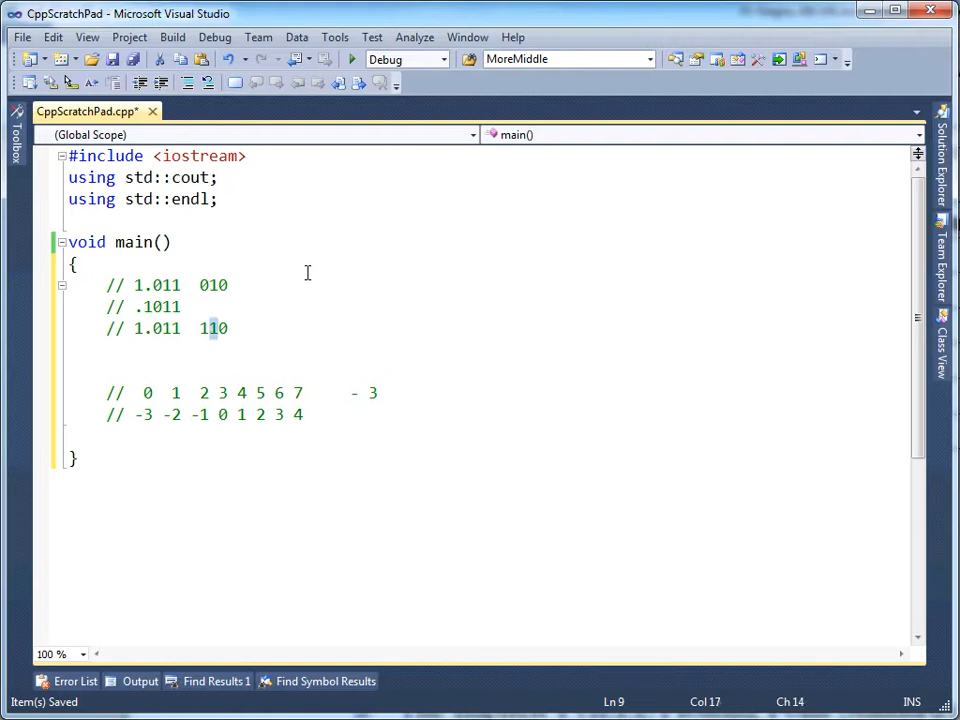 CppScratchPad - Microsoft Visual Studio
File Edit View Project Build Debug Team Data Tools Test Analyze Window Help
Debug MoreMiddle
CppScratchPad.cpp*
(Global Scope) main()
#include <iostream>
using std::cout;
using std::endl;
void main()
{
// 1.011 010
// .1011
// 1.011 110
// 0 1 2 3 4 5 6 7 - 3
// -3 -2 -1 0 1 2 3 4
}
Toolbox
Solution Explorer
Team Explorer
Class View
100 %
Error List Output Find Results 1 Find Symbol Results
Item(s) Saved Ln 9 Col 17 Ch 14 INS